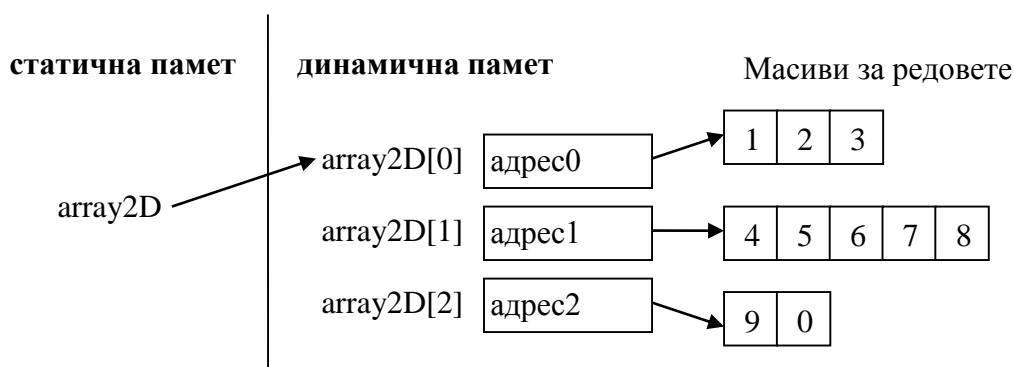 статична памет
динамична памет
Масиви за редовете
array2D
array2D[0] адрес0 1 2 3
array2D[1] адрес1 4 5 6 7 8
array2D[2] адрес2 9 0